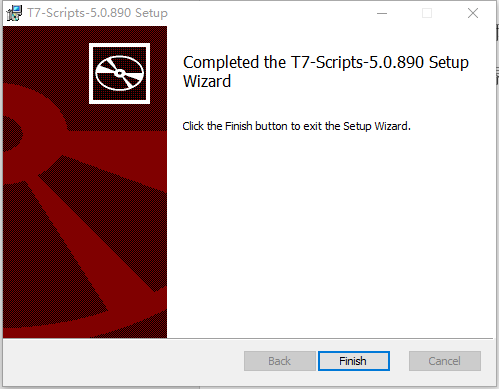 T7-Scripts-5.0.890 Setup
Completed the T7-Scripts-5.0.890 Setup
Wizard
Click the Finish button to exit the Setup Wizard.
Back
Finish
Cancel